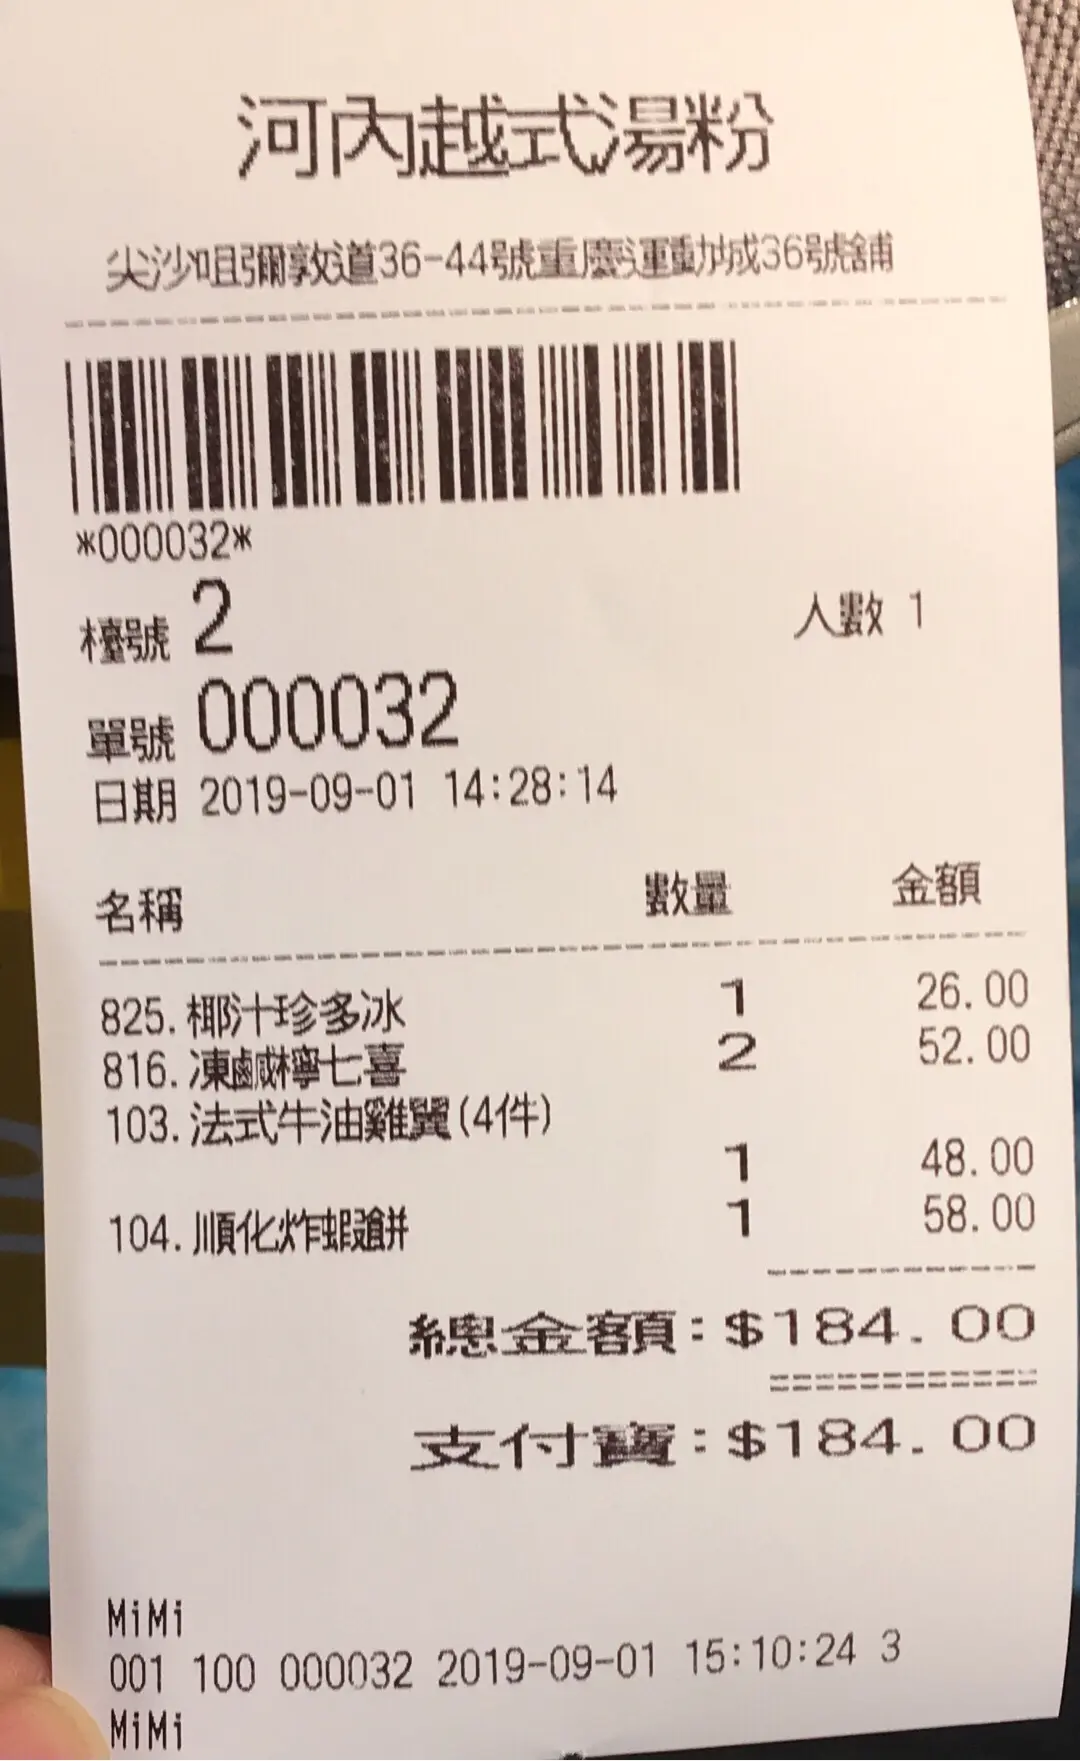 河內越式湯粉
尖沙咀彌敦道36-44號重慶運動城36號舖
*000032*
檯號 2 人數 1
單號 000032
日期 2019-09-01 14:28:14
名稱 數量 金額
825. 椰汁珍多冰 1 26.00
816. 凍鹹檸七喜 2 52.00
103. 法式牛油雞翼(4件)
1 48.00
104. 順化炸蝦餅 1 58.00
總金額:$184.00
支付寶:$184.00
MiMi
001 100 000032 2019-09-01 15:10:24 3
MiMi